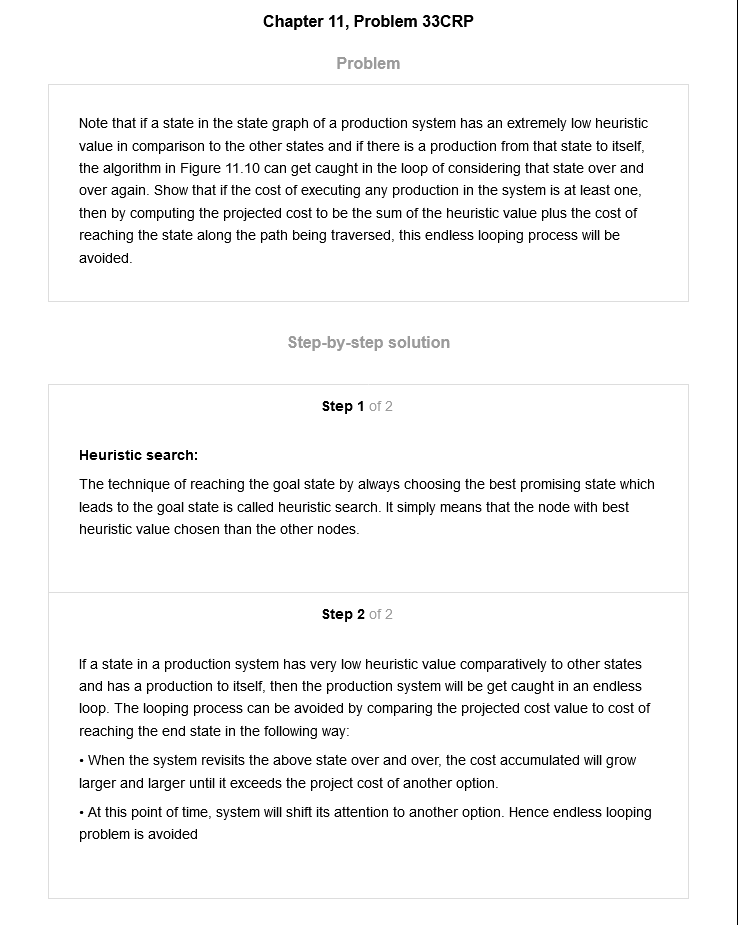 Chapter 11, Problem 33CRP
Problem
Note that if a state in the state graph of a production system has an extremely low heuristic
value in comparison to the other states and if there is a production from that state to itself,
the algorithm in Figure 11.10 can get caught in the loop of considering that state over and
over again. Show that if the cost of executing any production in the system is at least one,
then by computing the projected cost to be the sum of the heuristic value plus the cost of
reaching the state along the path being traversed, this endless looping process will be
avoided.
Step-by-step solution
Step 1 of 2
Heuristic search:
The technique of reaching the goal state by always choosing the best promising state which
leads to the goal state is called heuristic search. It simply means that the node with best
heuristic value chosen than the other nodes.
Step 2 of 2
If a state in a production system has very low heuristic value comparatively to other states
and has a production to itself, then the production system will be get caught in an endless
loop. The looping process can be avoided by comparing the projected cost value to cost of
reaching the end state in the following way:
• When the system revisits the above state over and over, the cost accumulated will grow
larger and larger until it exceeds the project cost of another option.
• At this point of time, system will shift its attention to another option. Hence endless looping
problem is avoided